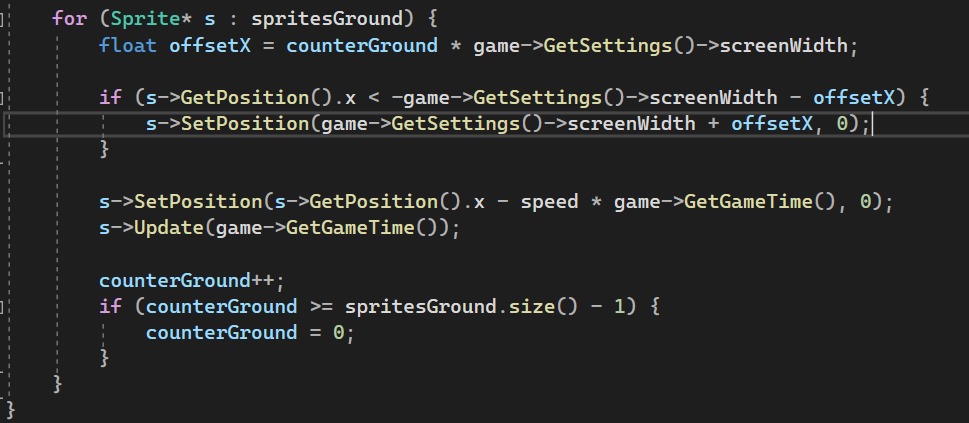 for (Sprite* s : spritesGround) {
float offsetX = counterGround * game->GetSettings()->screenWidth;
if (s->GetPosition().x < -game->GetSettings()->screenWidth - offsetX) {
s->SetPosition(game->GetSettings()->screenWidth + offsetX, 0);
}
s->SetPosition(s->GetPosition().x - speed * game->GetGameTime(), 0);
s->Update(game->GetGameTime());
counterGround++;
if (counterGround >= spritesGround.size() - 1) {
counterGround = 0;
}
}
}